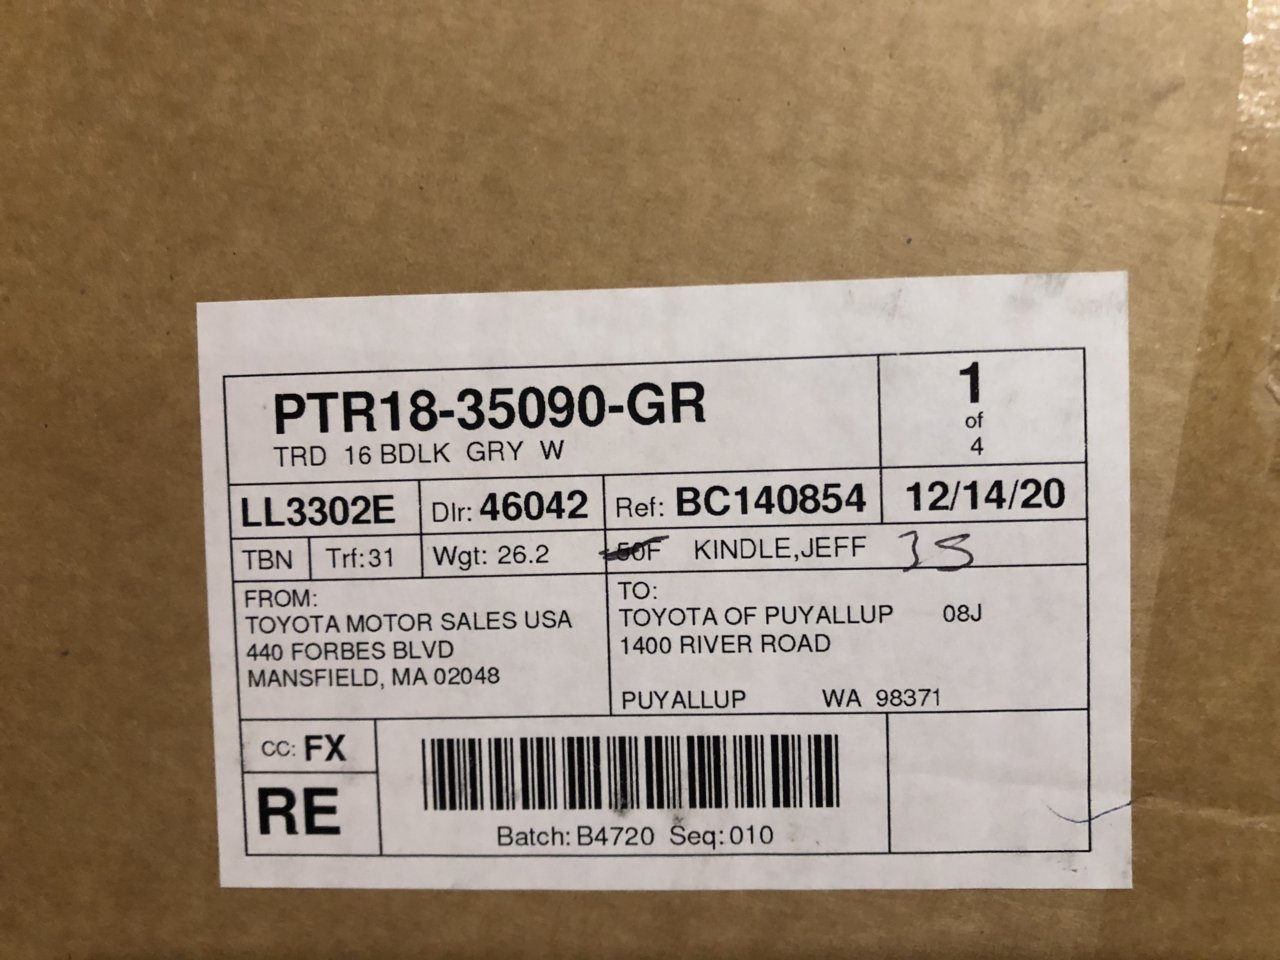 PTR18-35090-GR
TRD 16 BDLK GRY W
1
of
4
LL3302E
Dlr: 46042
Ref: BC140854
12/14/20
TBN
Trf:31
Wgt: 26.2
50F KINDLE,JEFF
FROM:
TOYOTA MOTOR SALES USA
440 FORBES BLVD
MANSFIELD, MA 02048
TO:
TOYOTA OF PUYALLUP 08J
1400 RIVER ROAD
PUYALLUP WA 98371
CC: FX
RE
Batch: B4720 Seq:010